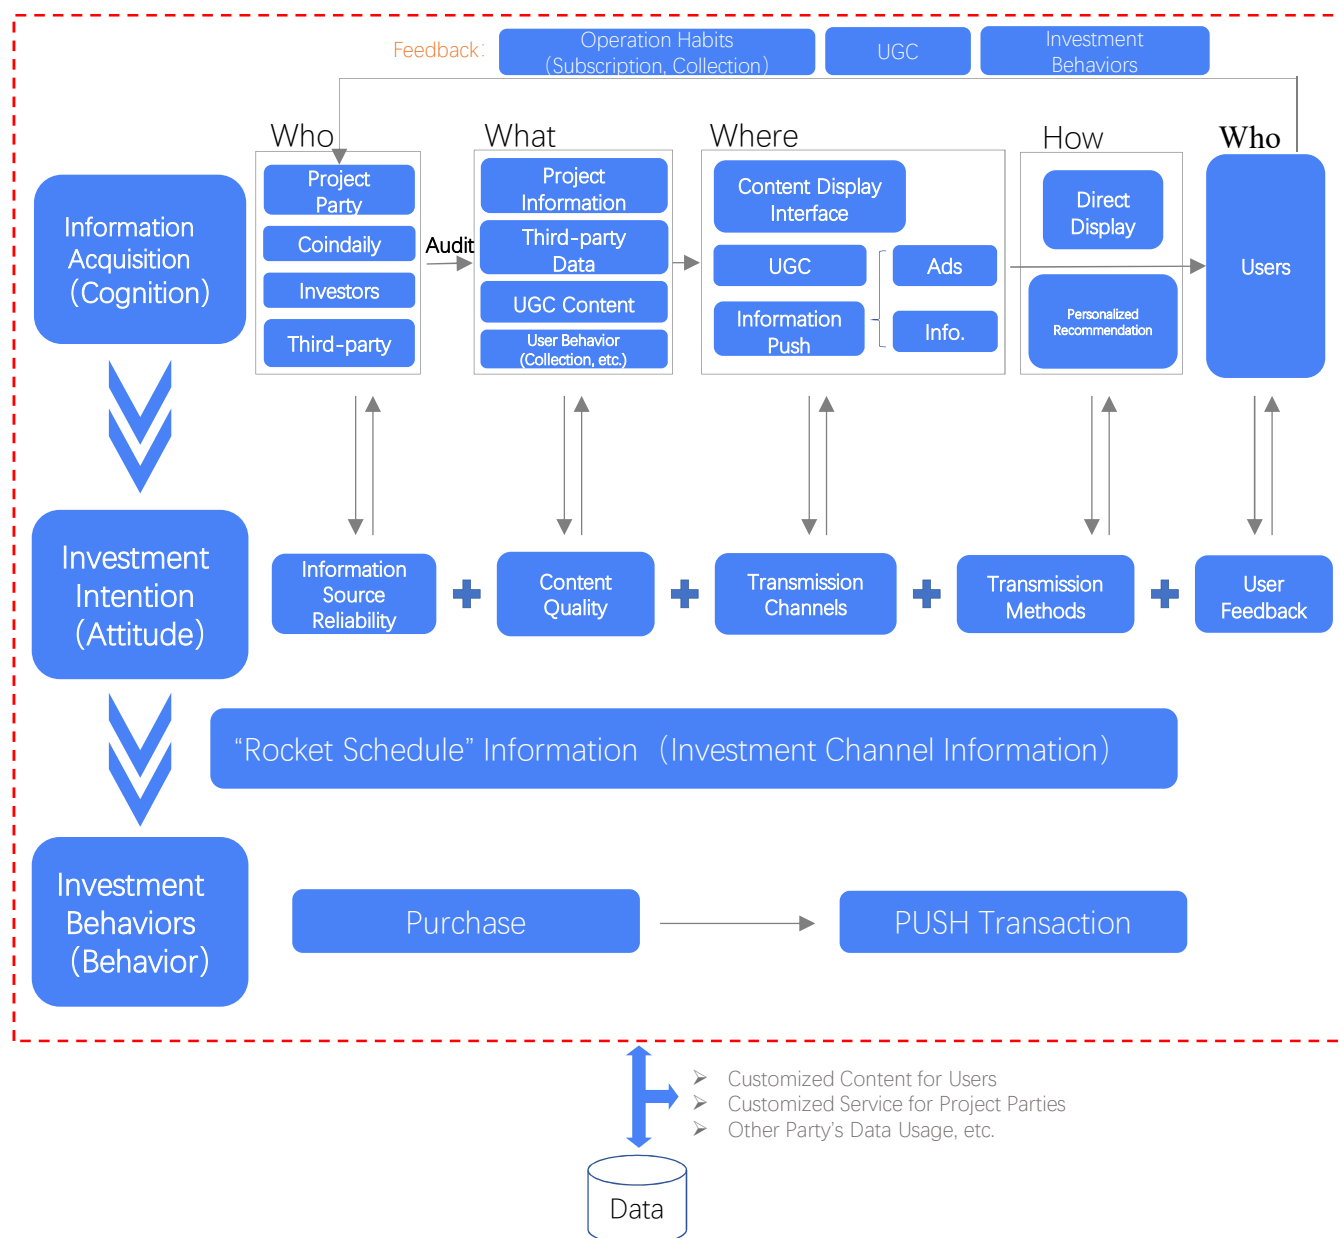 Feedback:
Operation Habits
(Subscription, Collection)
UGC
Investment
Behaviors
Who
What
Where
How
Who
Information
Acquisition
(Cognition)
Project
Party
Coindaily
Investors
Third-party
Audit
Project
Information
Third-party
Data
UGC Content
User Behavior
(Collection, etc.)
Content Display
Interface
UGC
Information
Push
Ads
Info.
Direct
Display
Personalized
Recommendation
Users
Investment
Intention
(Attitude)
Information
Source
Reliability
Content
Quality
Transmission
Channels
Transmission
Methods
User
Feedback
“Rocket Schedule” Information (Investment Channel Information)
Investment
Behaviors
(Behavior)
Purchase
PUSH Transaction
➢ Customized Content for Users
➢ Customized Service for Project Parties
➢ Other Party’s Data Usage, etc.
Data